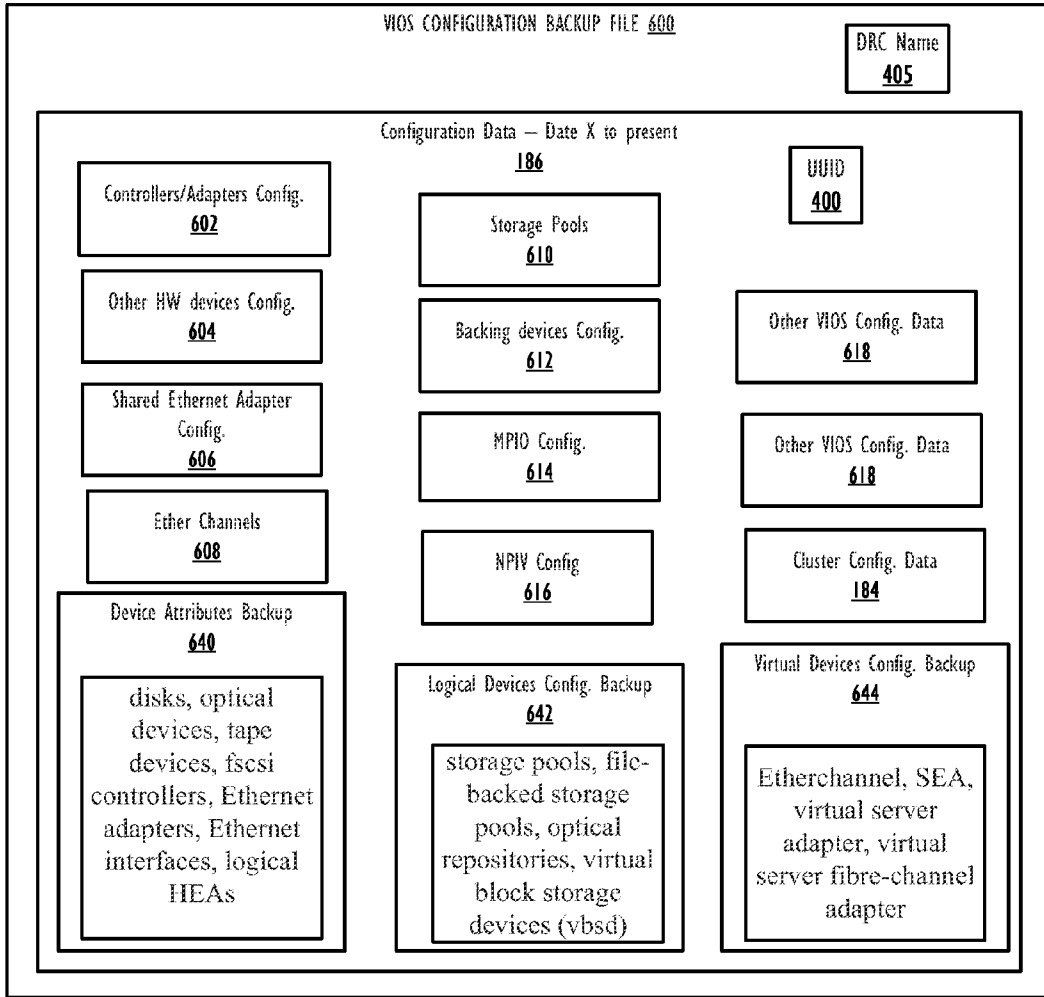 VIOS CONFIGURATION BACKUP FILE 600
DRC Name
405
Configuration Data – Date X to present
186
UUID
400
Controllers/Adapters Config.
602
Other HW devices Config.
604
Shared Ethernet Adapter
Config.
606
Ether Channels
608
Storage Pools
610
Backing devices Config.
612
MPIO Config.
614
NPIV Config
616
Other VIOS Config. Data
618
Other VIOS Config. Data
618
Cluster Config. Data
184
Device Attributes Backup
640
disks, optical
devices, tape
devices, fscsi
controllers, Ethernet
adapters, Ethernet
interfaces, logical
HEAs
Logical Devices Config. Backup
642
storage pools, file-
backed storage
pools, optical
repositories, virtual
block storage
devices (vbsd)
Virtual Devices Config. Backup
644
Etherchannel, SEA,
virtual server
adapter, virtual
server fibre-channel
adapter